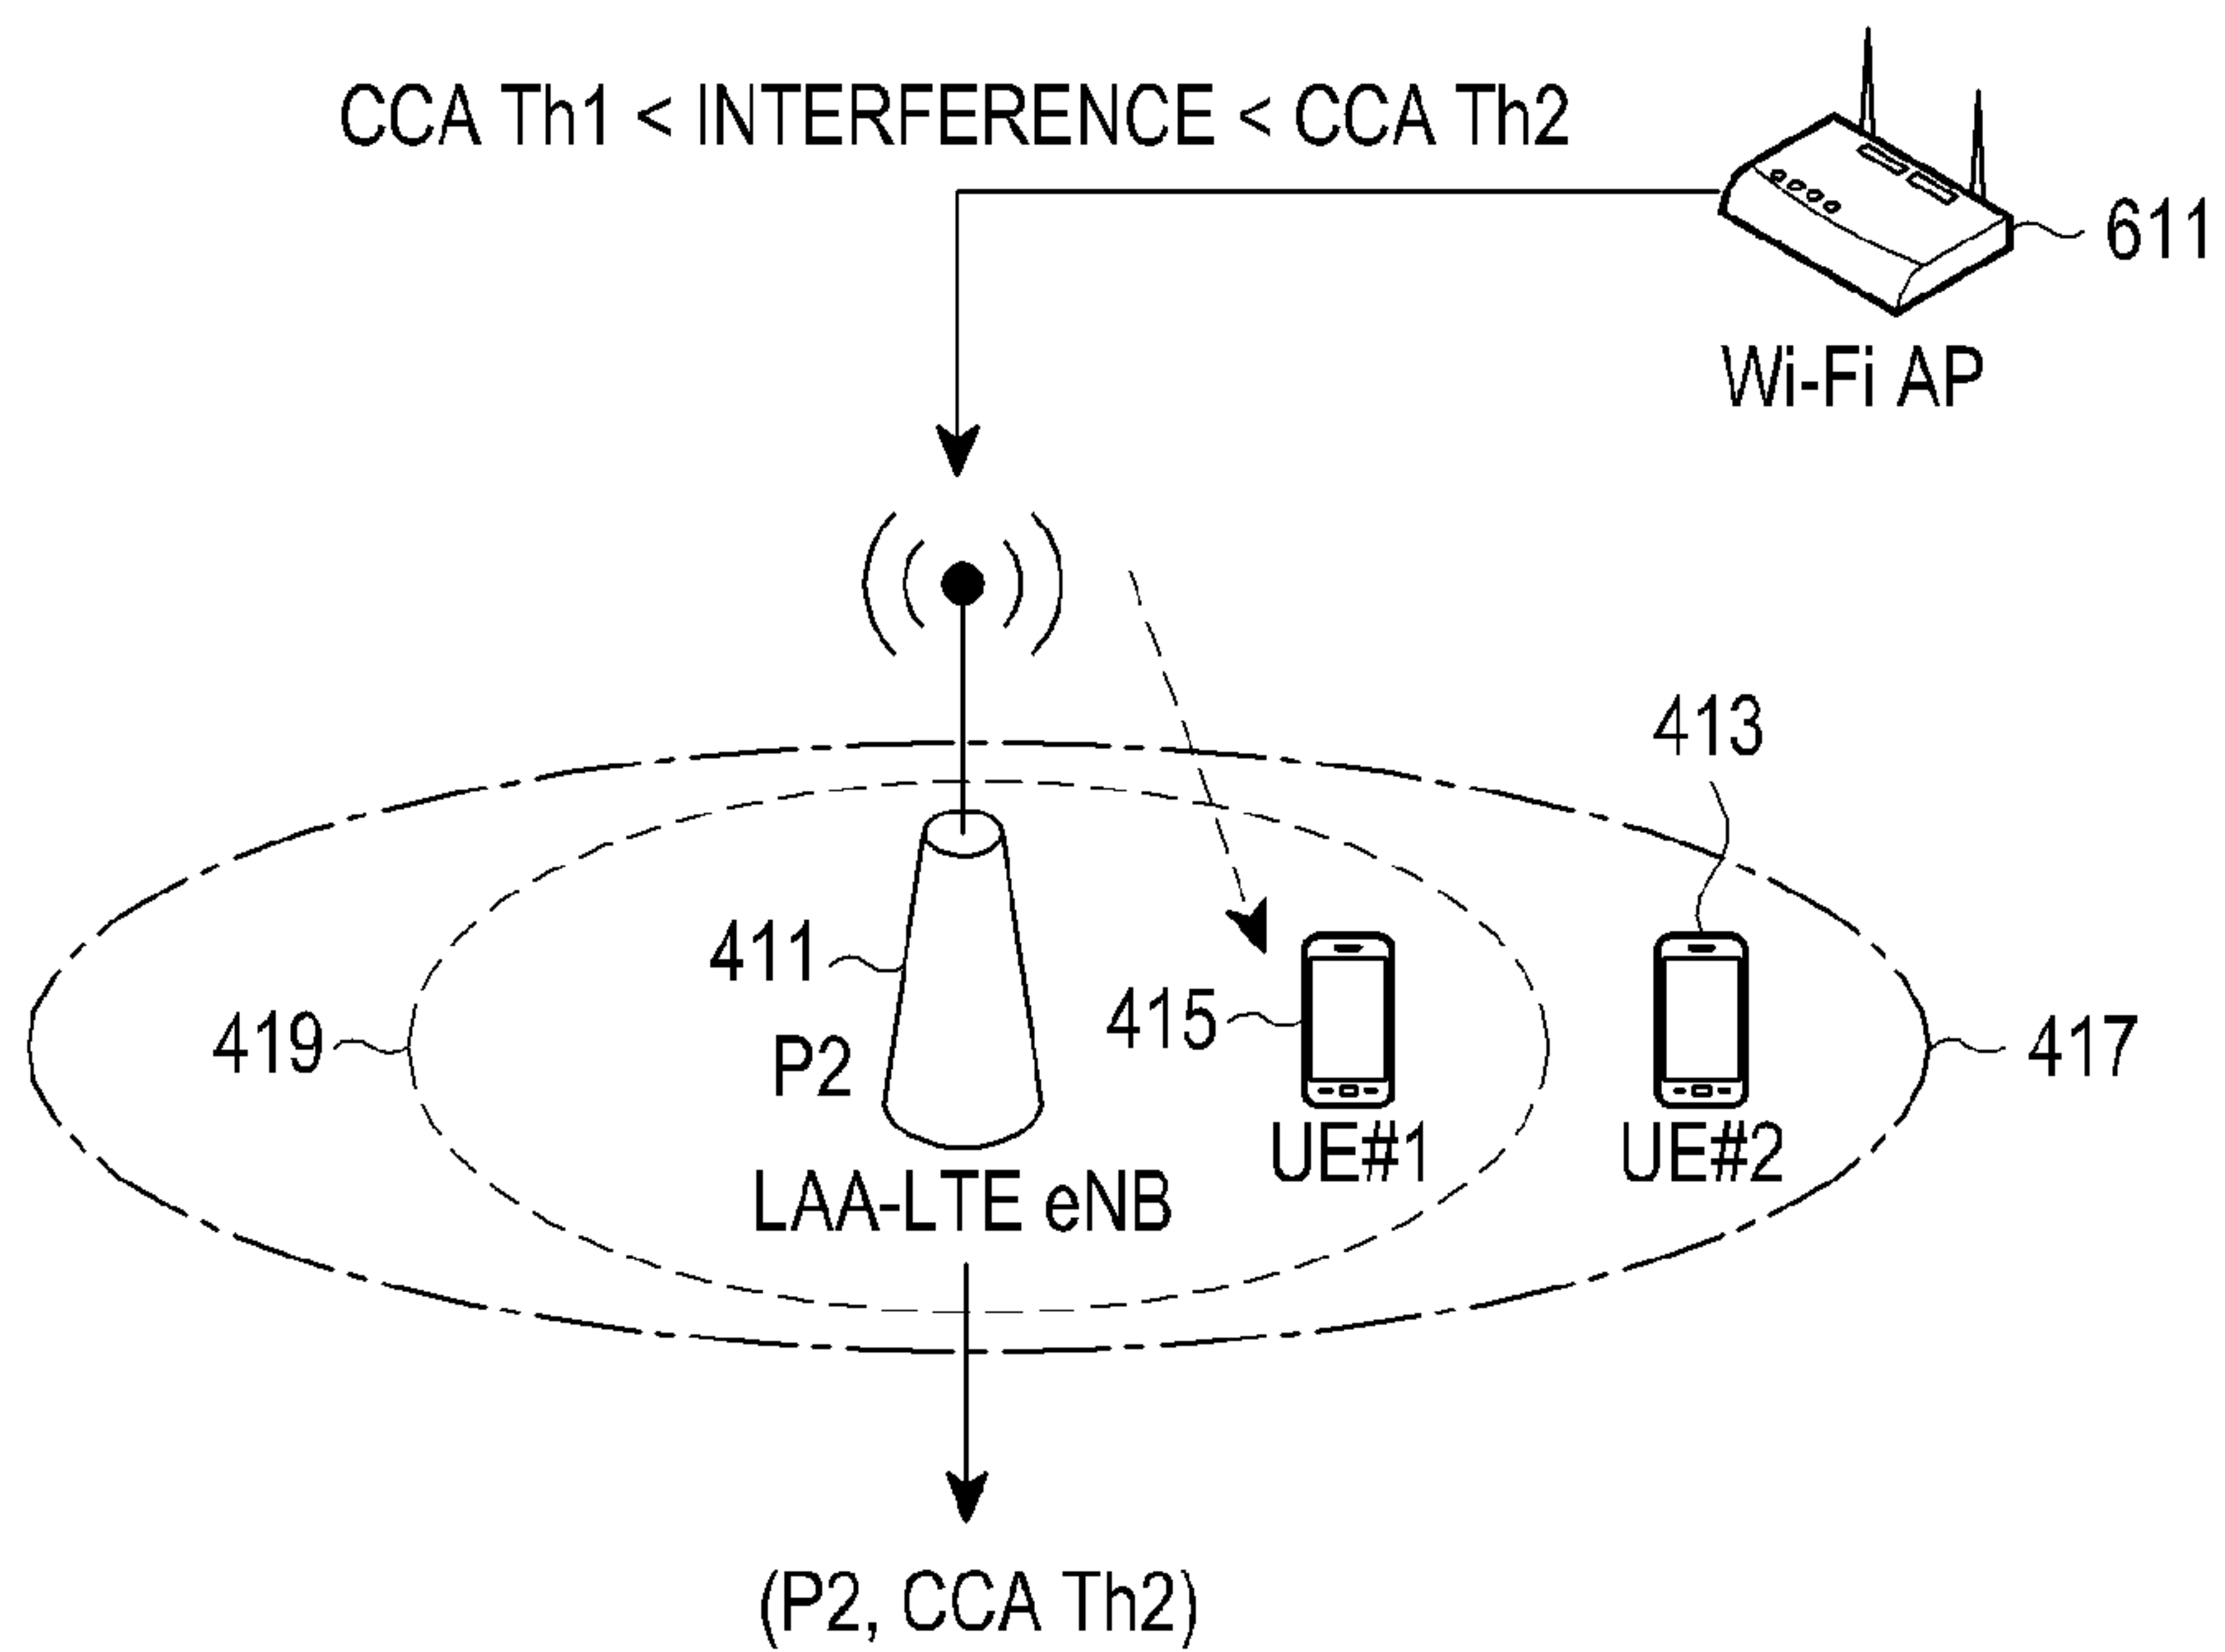 CCA Th1 < INTERFERENCE < CCA Th2
611
Wi-Fi AP
413
411
415
419
P2
417
UE#1
UE#2
LAA-LTE eNB
(P2, CCA Th2)